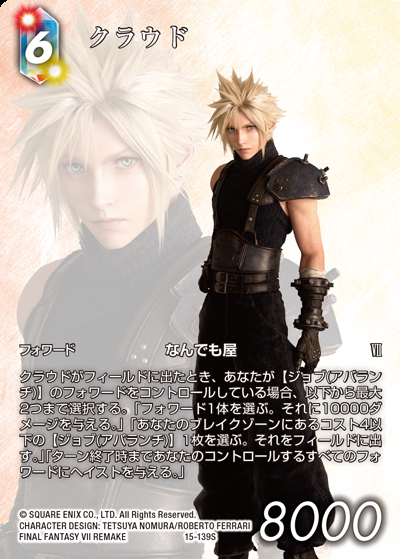 6
クラウド
フォワード なんでも屋 Ⅶ
クラウドがフィールドに出たとき、あなたが【ジョブ(アバラン
チ)】のフォワードをコントロールしている場合、以下から最大
2つまで選択する。「フォワード1体を選ぶ。それに10000ダ
メージを与える。」「あなたのブレイクゾーンにあるコスト4以
下の【ジョブ(アバランチ)】1枚を選ぶ。それをフィールドに出
す。」「ターン終了時まであなたのコントロールするすべてのフォ
ワードにヘイストを与える。」
© SQUARE ENIX CO., LTD. All Rights Reserved.
CHARACTER DESIGN: TETSUYA NOMURA/ROBERTO FERRARI
FINAL FANTASY VII REMAKE 15-139S
8000